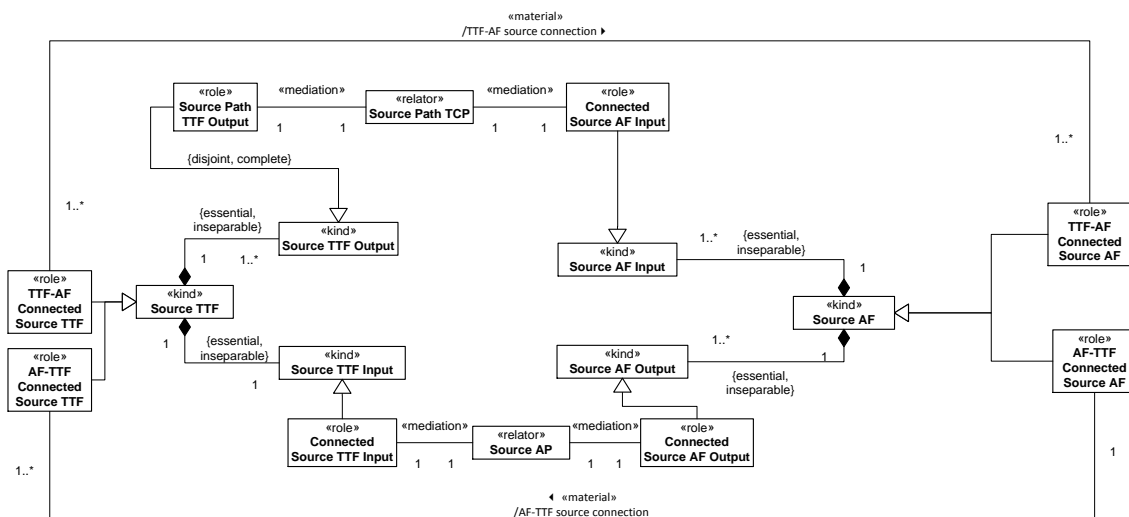 «material»
/TTF-AF source connection
«role»
Source Path
TTF Output
«mediation»
1
1
«relator»
Source Path TCP
«mediation»
1
1
«role»
Connected
Source AF Input
{disjoint, complete}
1..*
1..*
{essential,
inseparable}
1
1..*
«kind»
Source TTF Output
«kind»
Source AF Input
1..*
{essential,
inseparable}
1
«role»
TTF-AF
Connected
Source AF
«role»
TTF-AF
Connected
Source TTF
«kind»
Source TTF
«kind»
Source AF
«role»
AF-TTF
Connected
Source TTF
1
{essential,
inseparable}
1
«kind»
Source TTF Input
«kind»
Source AF Output
1..*
1
{essential,
inseparable}
«role»
AF-TTF
Connected
Source AF
«role»
Connected
Source TTF Input
«mediation»
1
1
«relator»
Source AP
«mediation»
1
1
«role»
Connected
Source AF Output
1..*
1
«material»
/AF-TTF source connection